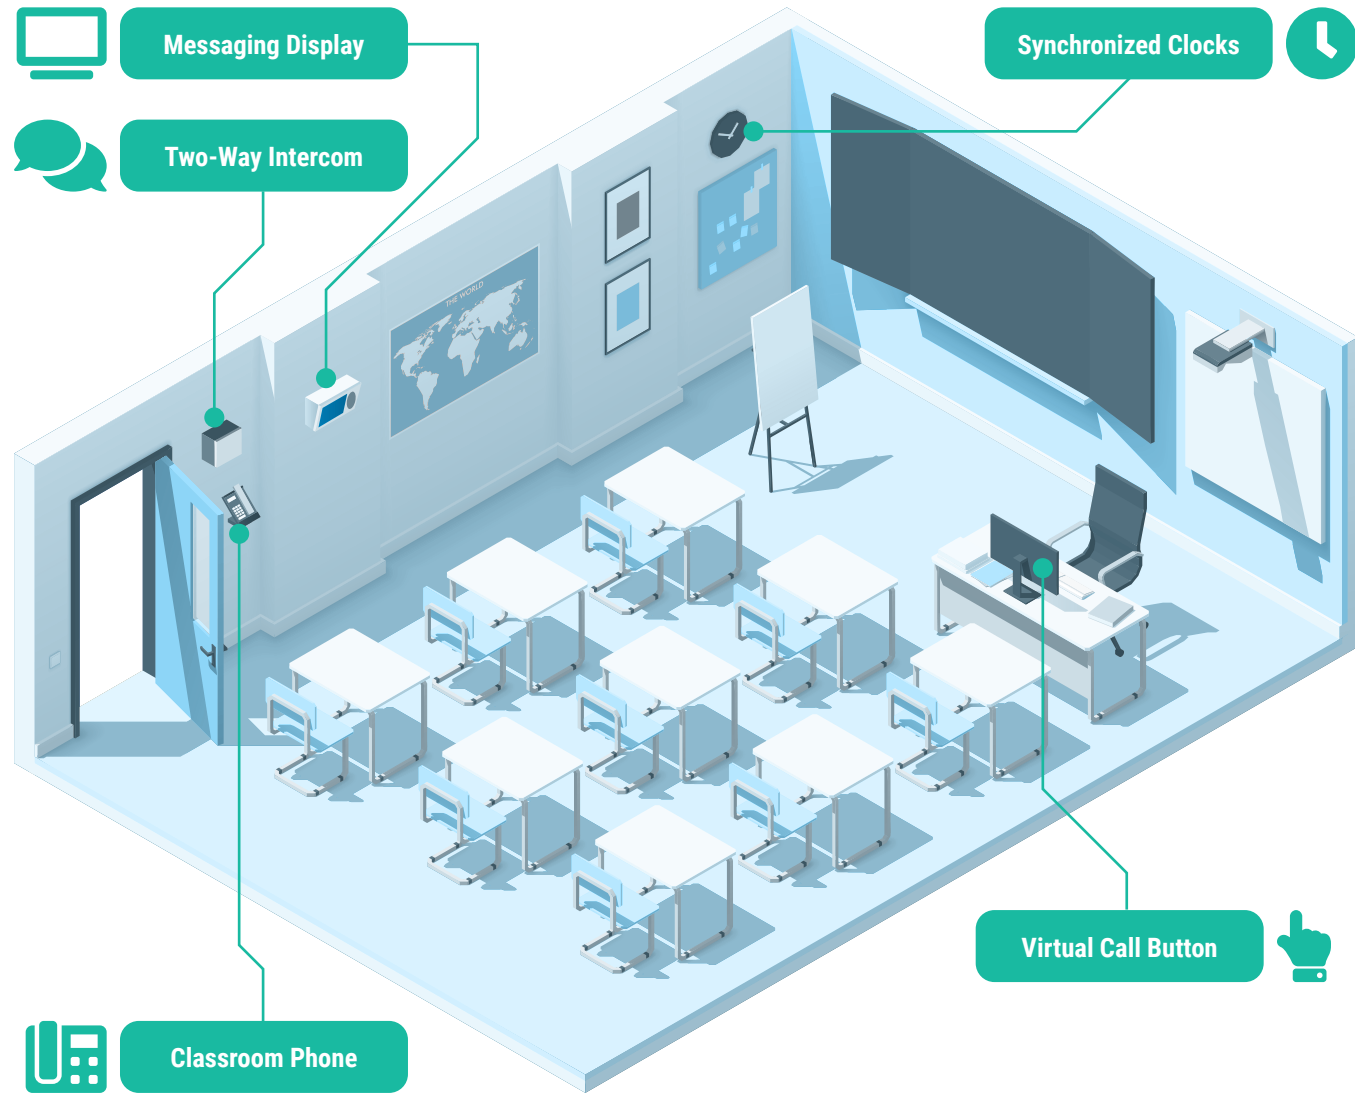 Messaging Display
Synchronized Clocks
Two-Way Intercom
THE WORLD
Virtual Call Button
Classroom Phone